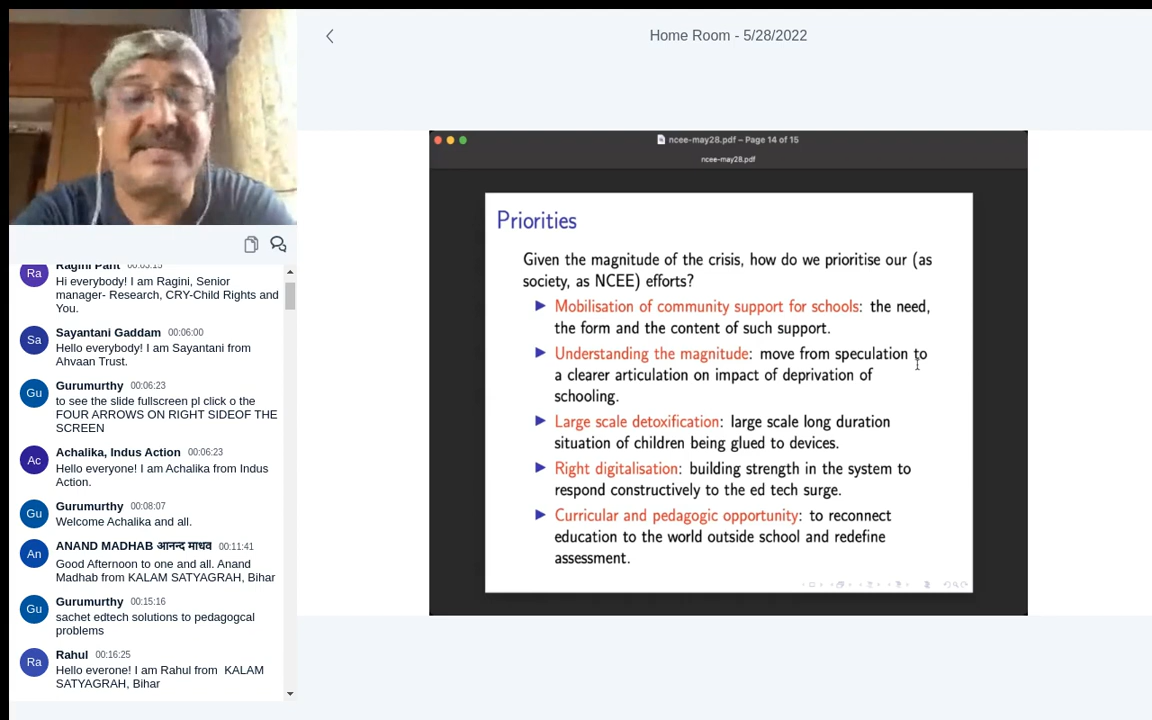 Home Room - 5/28/2022
Ra
Ragini Pant 00:03:15
Hi everybody! I am Ragini, Senior
manager- Research, CRY-Child Rights and
You.
Sa
Sayantani Gaddam 00:06:00
Hello everybody! I am Sayantani from
Ahvaan Trust.
Gu
Gurumurthy 00:06:23
to see the slide fullscreen pl click o the
FOUR ARROWS ON RIGHT SIDEOF THE
SCREEN
Ac
Achalika, Indus Action 00:06:23
Hello everyone! I am Achalika from Indus
Action.
Gu
Gurumurthy 00:08:07
Welcome Achalika and all.
An
ANAND MADHAB आनन्द माधव 00:11:41
Good Afternoon to one and all. Anand
Madhab from KALAM SATYAGRAH, Bihar
Gu
Gurumurthy 00:15:16
sachet edtech solutions to pedagogcal
problems
Ra
Rahul 00:16:25
Hello everone! I am Rahul from KALAM
SATYAGRAH, Bihar
ncee-may28.pdf – Page 14 of 15
ncee-may28.pdf
Priorities
Given the magnitude of the crisis, how do we prioritise our (as
society, as NCEE) efforts?
Mobilisation of community support for schools: the need,
the form and the content of such support.
Understanding the magnitude: move from speculation to
a clearer articulation on impact of deprivation of
schooling.
Large scale detoxification: large scale long duration
situation of children being glued to devices.
Right digitalisation: building strength in the system to
respond constructively to the ed tech surge.
Curricular and pedagogic opportunity: to reconnect
education to the world outside school and redefine
assessment.